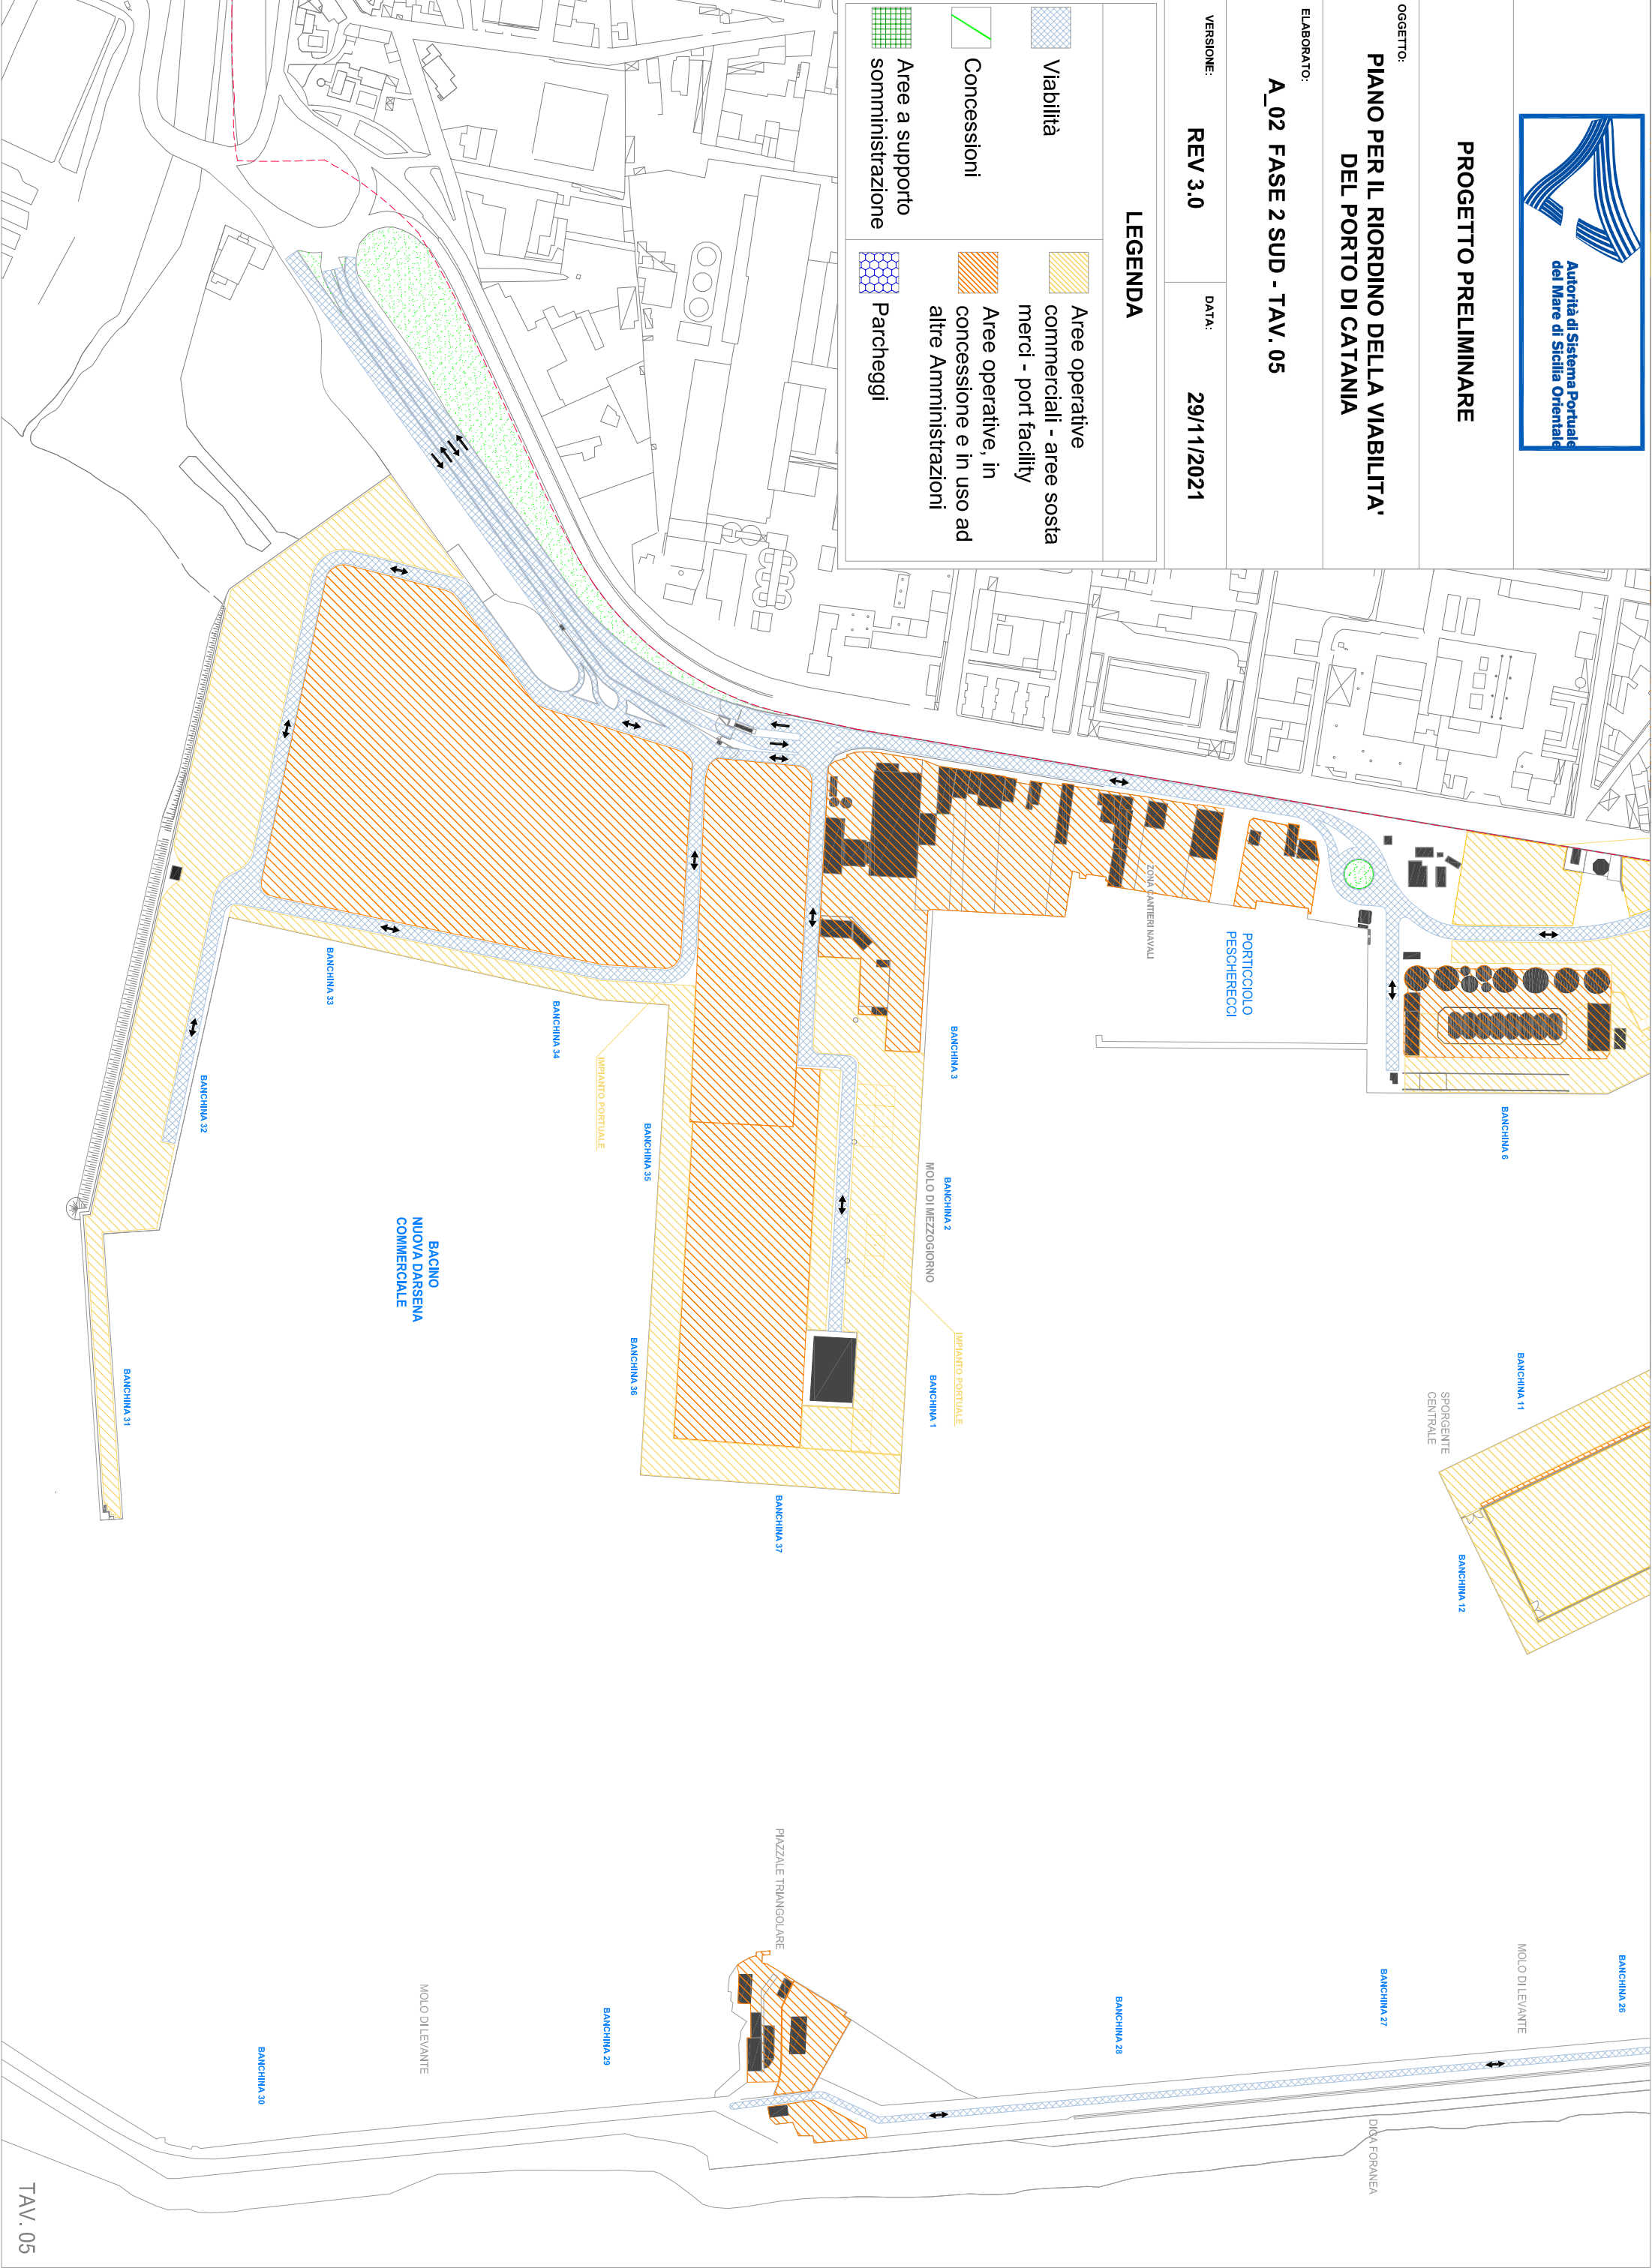 Autorità di Sistema Portuale
del Mare di Sicilia Orientale
PROGETTO PRELIMINARE
OGGETTO:
PIANO PER IL RIORDINO DELLA VIABILITA'
DEL PORTO DI CATANIA
ELABORATO:
A_02 FASE 2 SUD - TAV. 05
VERSIONE:
REV 3.0
DATA:
29/11/2021
LEGENDA
Viabilità
Concessioni
Aree a supporto
somministrazione
Aree operative
commerciali - aree sosta
merci - port facility
Aree operative, in
concessione e in uso ad
altre Amministrazioni
Parcheggi
ZONA CANTIERI NAVALI
PORTICCIOLO
PESCHERECCI
BANCHINA 6
BANCHINA 3
BANCHINA 2
MOLO DI MEZZOGIORNO
BANCHINA 1
IMPIANTO PORTUALE
BANCHINA 11
SPORGENTE
CENTRALE
BANCHINA 12
BANCHINA 33
BANCHINA 34
IMPIANTO PORTUALE
BANCHINA 35
BANCHINA 32
BANCHINA 36
BACINO
NUOVA DARSENA
COMMERCIALE
BANCHINA 31
BANCHINA 37
PIAZZALE TRIANGOLARE
BANCHINA 26
MOLO DI LEVANTE
BANCHINA 27
BANCHINA 28
BANCHINA 29
MOLO DI LEVANTE
BANCHINA 30
DIGA FORANEA
TAV. 05